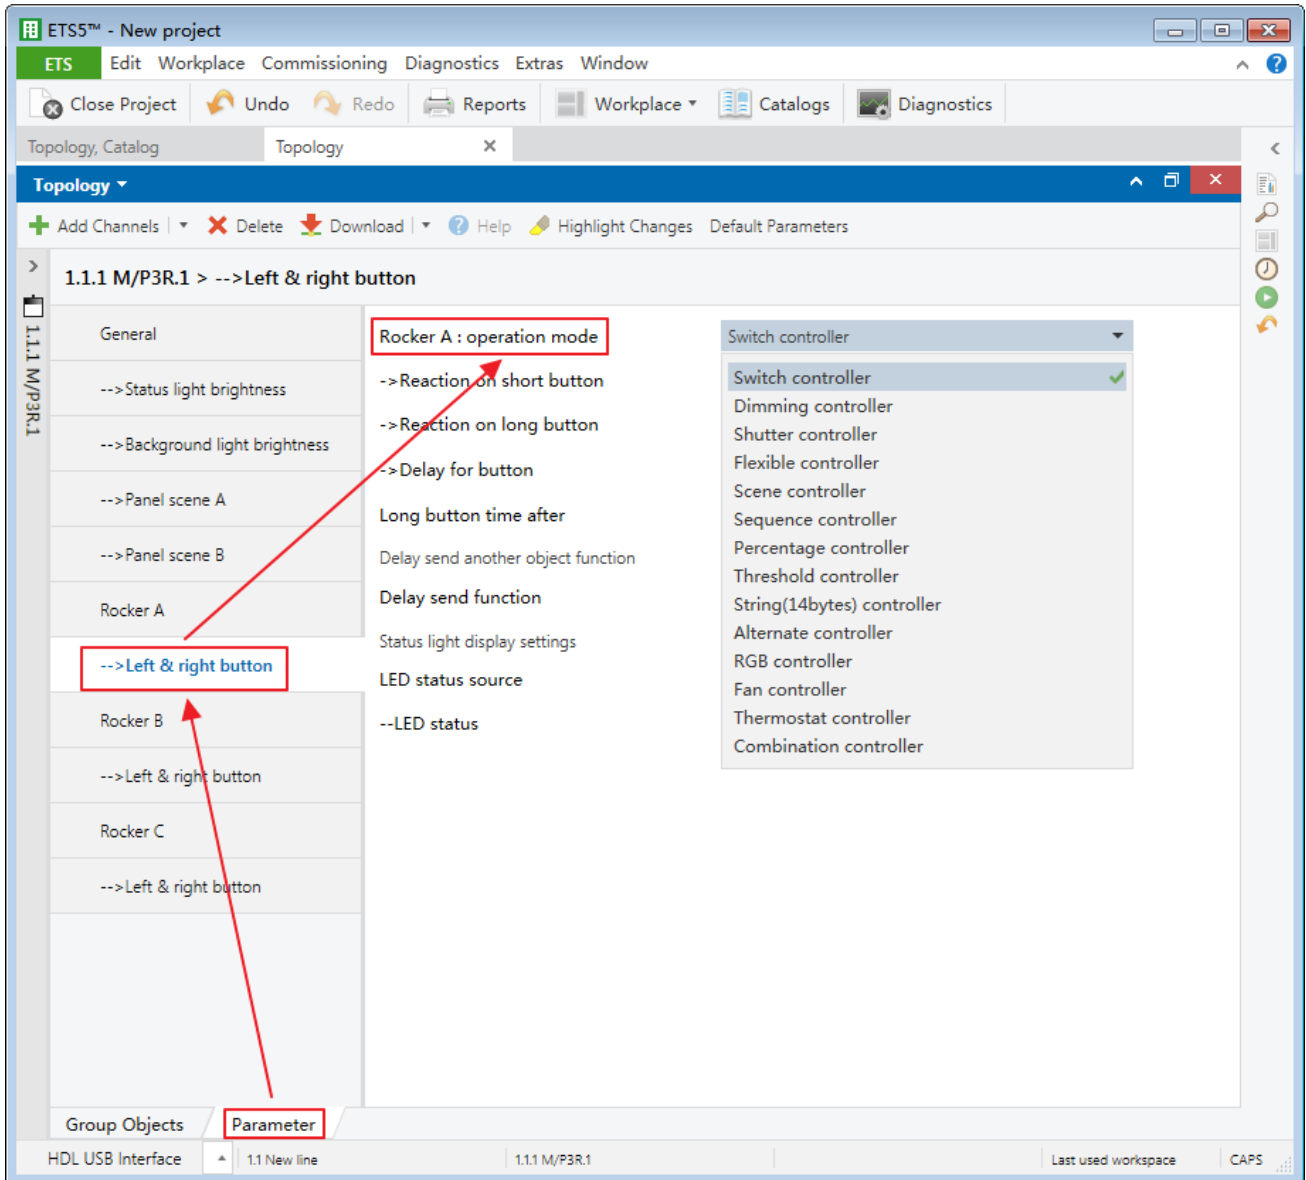 ETS5™ - New project
ETS Edit Workplace Commissioning Diagnostics Extras Window
Close Project Undo Redo Reports Workplace Catalogs Diagnostics
Topology, Catalog Topology
Topology
Add Channels Delete Download Help Highlight Changes Default Parameters
1.1.1 M/P3R.1 > -->Left & right button
1.1.1 M/P3R.1
General
-->Status light brightness
-->Background light brightness
-->Panel scene A
-->Panel scene B
Rocker A
-->Left & right button
Rocker B
-->Left & right button
Rocker C
-->Left & right button
Rocker A : operation mode
->Reaction on short button
->Reaction on long button
->Delay for button
Long button time after
Delay send another object function
Delay send function
Status light display settings
LED status source
--LED status
Switch controller
Switch controller
Dimming controller
Shutter controller
Flexible controller
Scene controller
Sequence controller
Percentage controller
Threshold controller
String(14bytes) controller
Alternate controller
RGB controller
Fan controller
Thermostat controller
Combination controller
Group Objects Parameter
HDL USB Interface 1.1 New line 1.1.1 M/P3R.1 Last used workspace CAPS